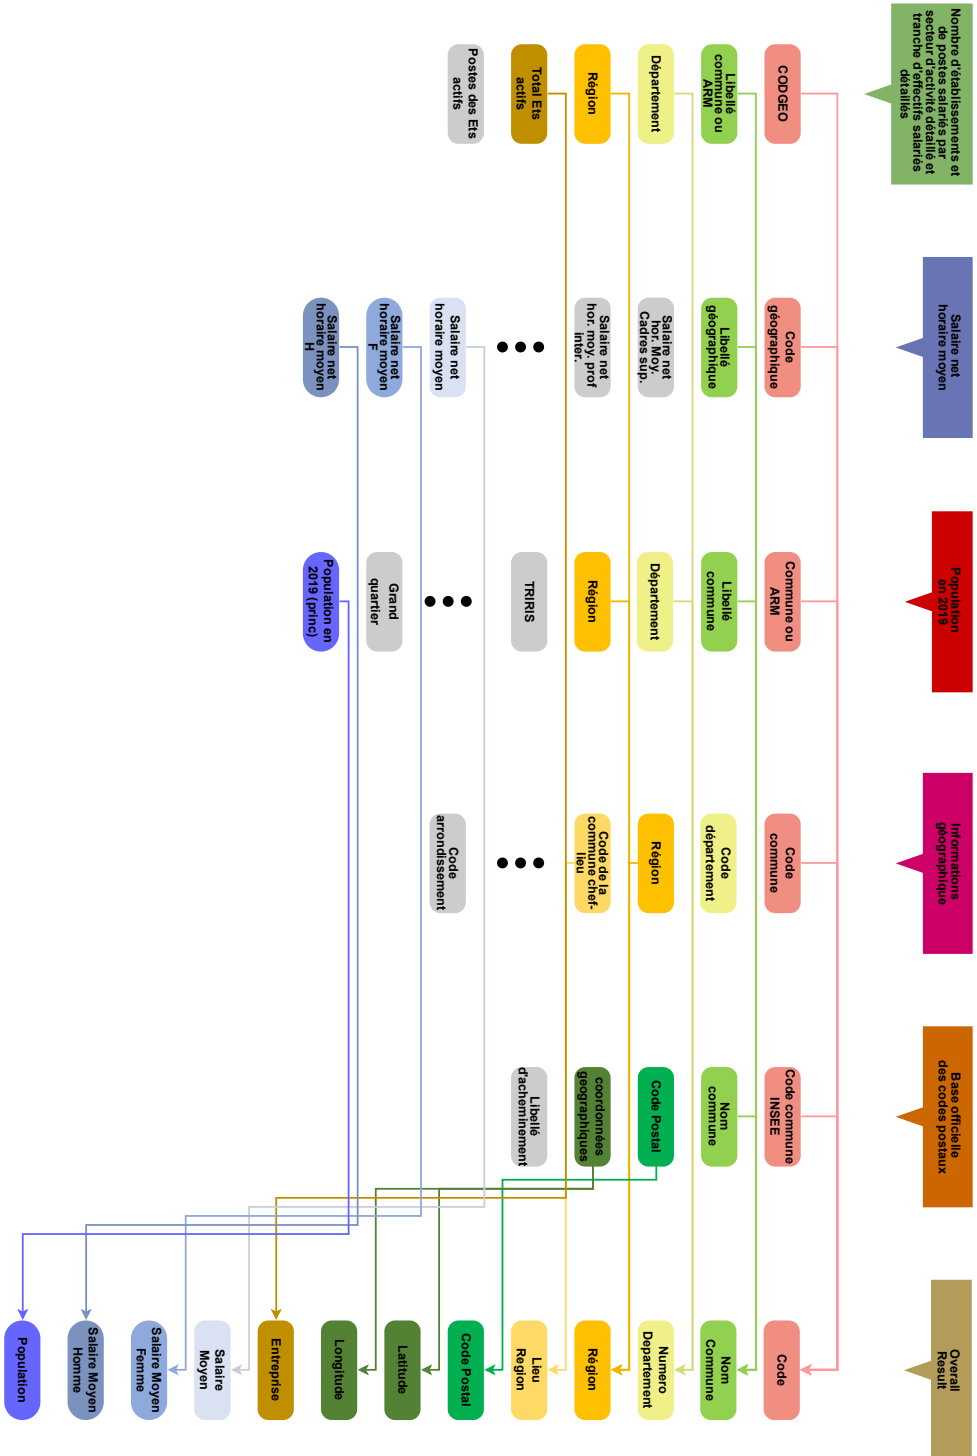 Nombre d'établissements et
de postes salariés par
secteur d'activité détaillé et
tranche d'effectifs salariés
détaillés
CODGEO
Libellé
commune ou
ARM
Département
Région
Total Ets
actifs
Postes des Ets
actifs
Salaire net
horaire moyen
Code
géographique
Libellé
géographique
Salaire net
hor. Moy.
Cadres sup.
Salaire net
hor. moy. prof
inter.
Salaire net
horaire moyen
Salaire net
horaire moyen
F
Salaire net
horaire moyen
H
Population
en 2019
Commune ou
ARM
Libellé
commune
Département
Région
TRIRIS
Grand
quartier
Population en
2019 (princ)
Informations
géographique
Code
commune
Code
département
Région
Code de la
commune chef-
lieu
Code
arrondissement
Base officielle
des codes postaux
Code commune
INSEE
Nom
commune
Code Postal
coordonnées
geographiques
Libellé
d'acheminement
Overall
Result
Code
Nom
Commune
Numero
Departement
Région
Lieu
Region
Code Postal
Latitude
Longitude
Entreprise
Salaire
Moyen
Salaire Moyen
Femme
Salaire Moyen
Homme
Population